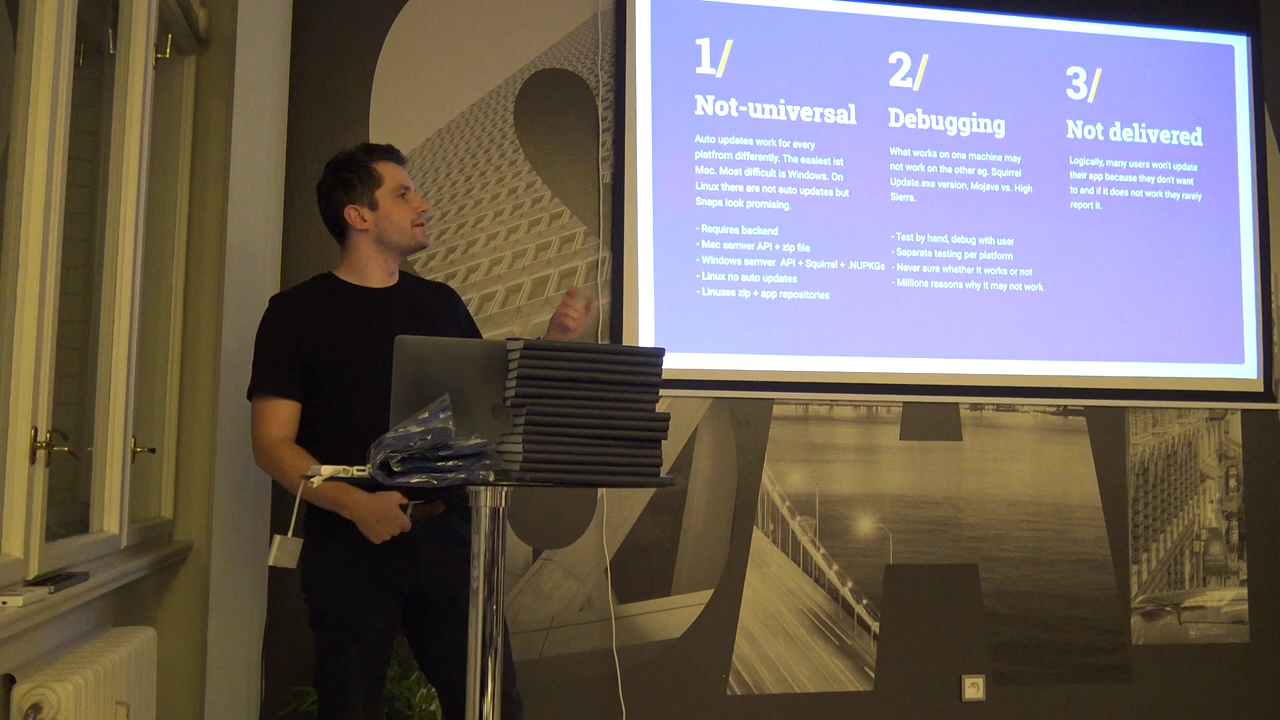 1/
Not-universal
Auto updates work for every
platfrom differently. The easiest ist
Mac. Most difficult is Windows. On
Linux there are not auto updates but
Snaps look promising.
- Requires backend
- Mac semver API + zip file
- Windows semver API + Squirrel + .NUPKGs
- Linux no auto updates
- Linuxes zip + app repositories
2/
Debugging
What works on one machine may
not work on the other eg. Squirrel
Update.exe version, Mojave vs. High
Sierra.
- Test by hand, debug with user
- Separate testing per platform
- Never sure whether it works or not
- Millions reasons why it may not work
3/
Not delivered
Logically, many users won't update
their app because they don't want
to and if it does not work they rarely
report it.